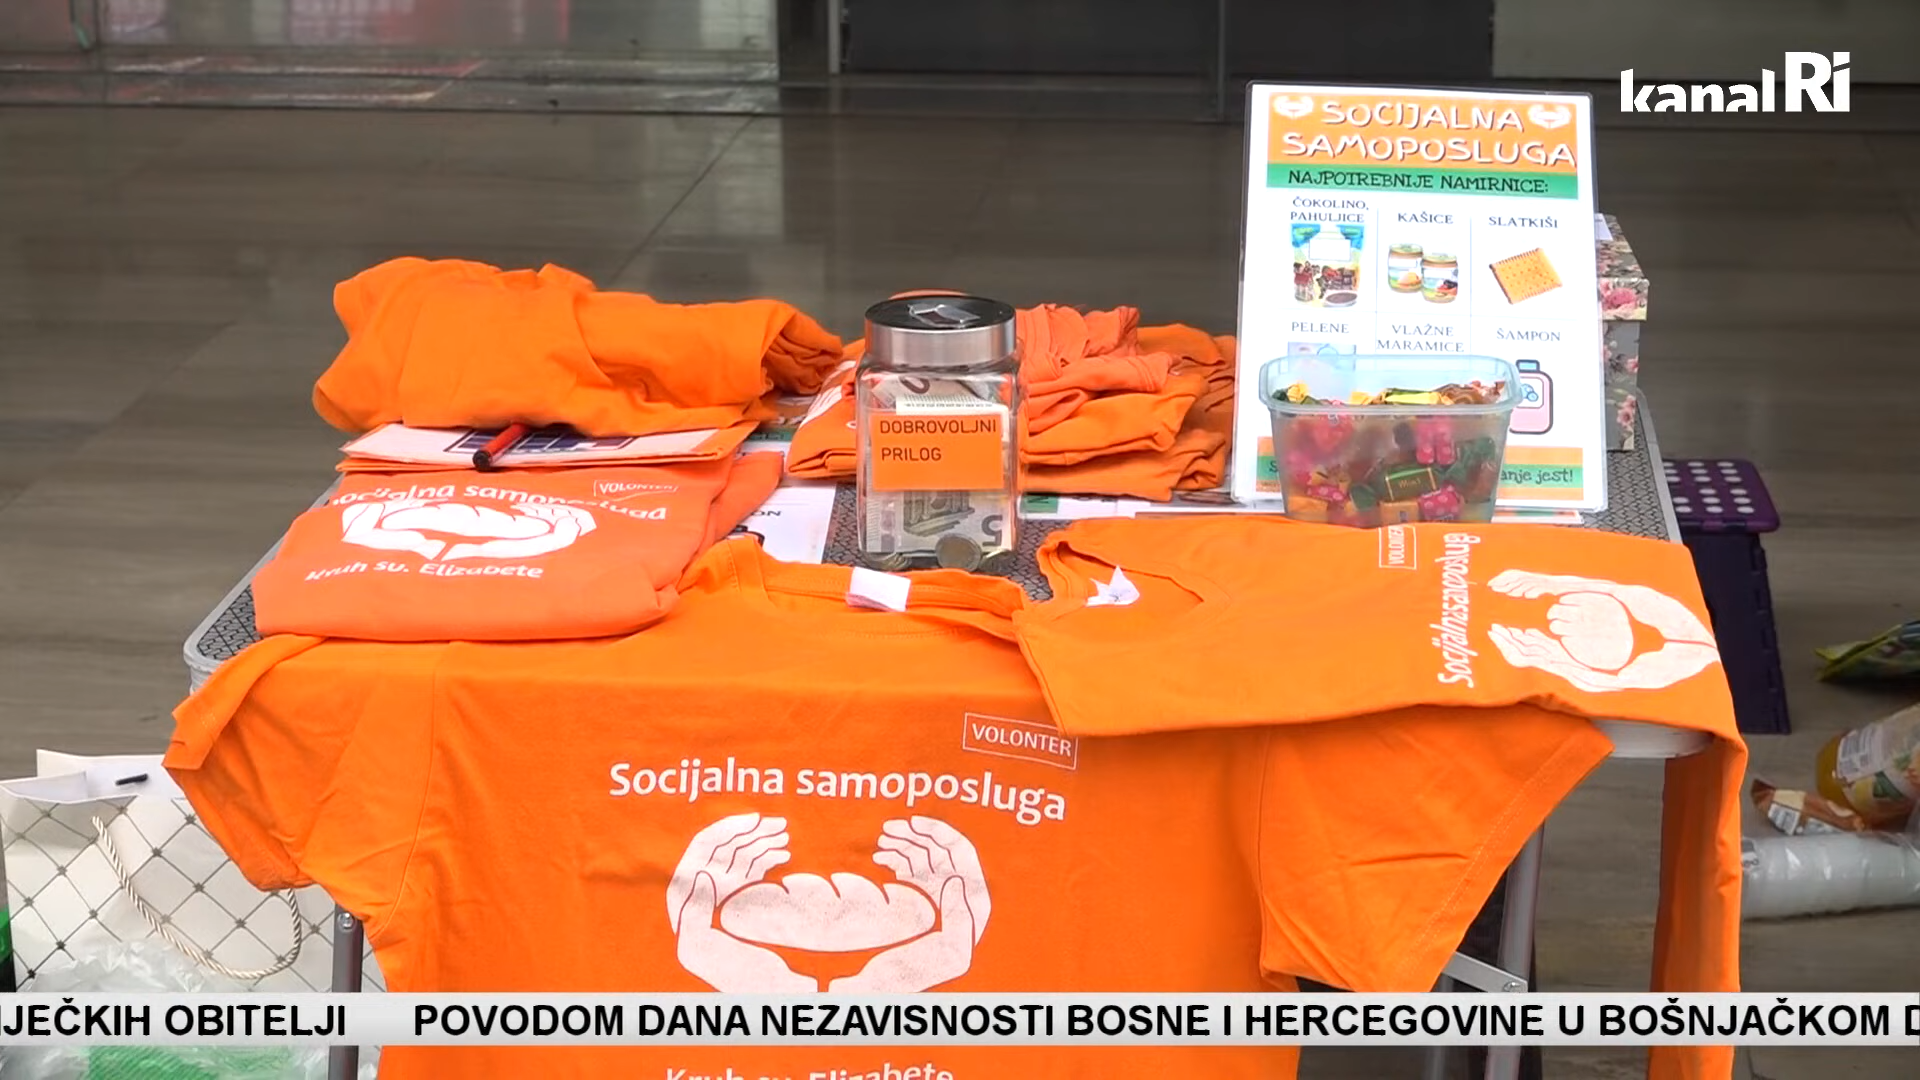 kanal Ri
SOCIJALNA
SAMOPOSLUGA
NAJPOTREBNIJE NAMIRNICE:
ČOKOLINO,
PAHULJICE
KAŠICE
SLATKIŠI
PELENE
VLAŽNE
MARAMICE
ŠAMPON
anje jest!
DOBROVOLJNI
PRILOG
5
VOLONTER
Socijalna samoposluga
Kruh sv. Elizabete
VOLONTER
Socijalna samoposluga
VOLONTER
Socijalna samoposluga
Kruh sv. Elizabete
JEČKIH OBITELJI POVODOM DANA NEZAVISNOSTI BOSNE I HERCEGOVINE U BOŠNJAČKOM D